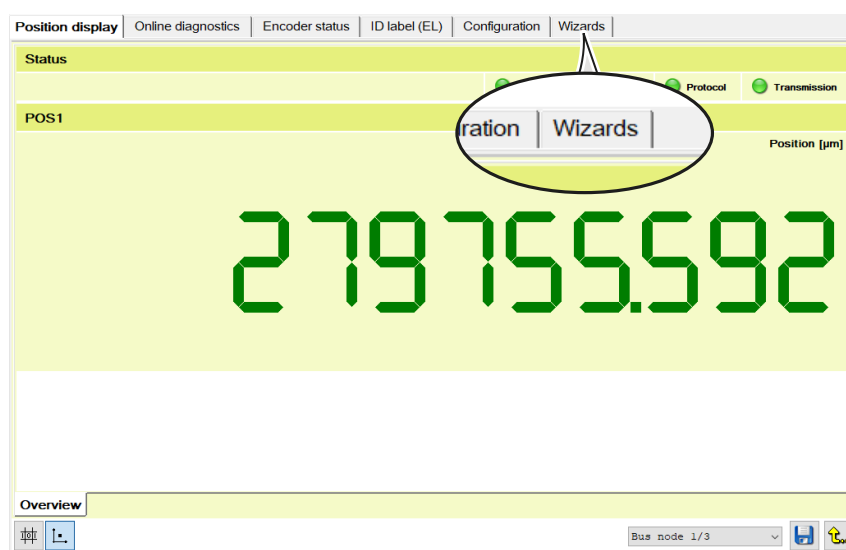 Position display Online diagnostics Encoder status ID label (EL) Configuration Wizards
Status
Protocol Transmission
POS1
ration Wizards
Position [µm]
279755.592
Overview
Bus node 1/3